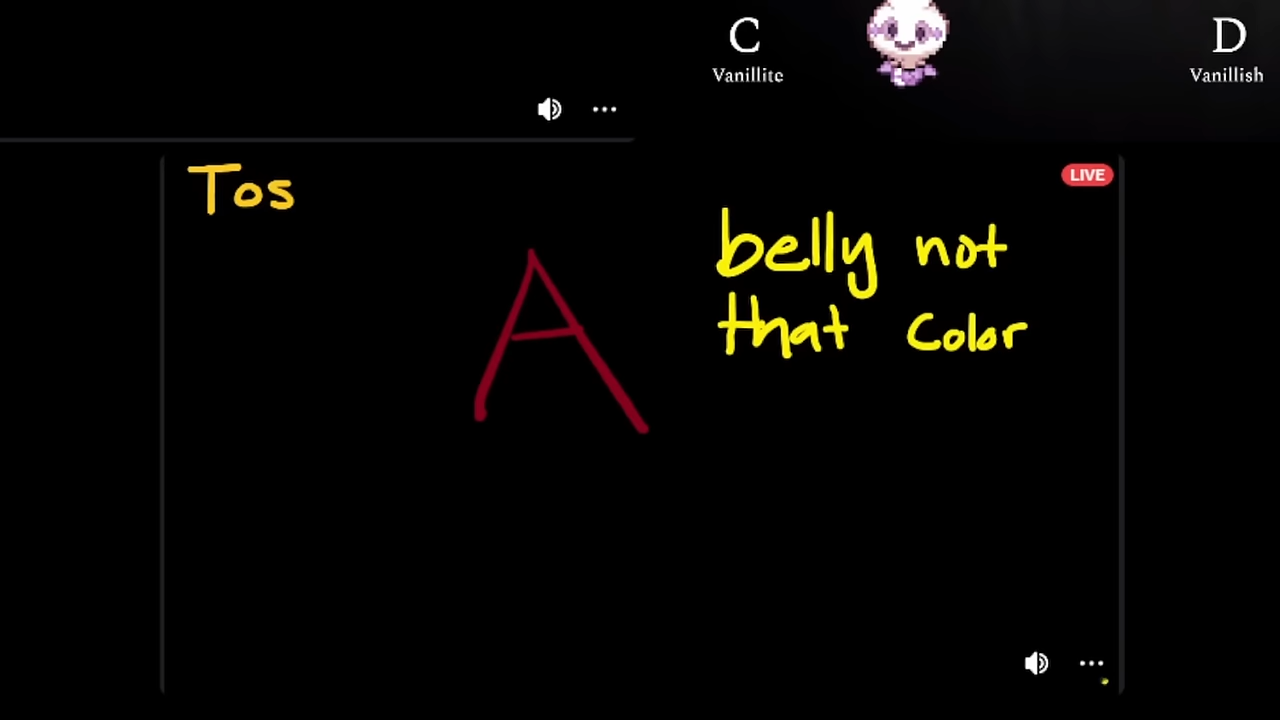 C
Vanillite
D
Vanillish
Tos
LIVE
A
belly not
that Color